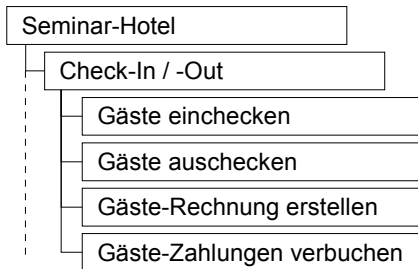 Seminar-Hotel
Check-In / -Out
Gäste einchecken
Gäste auschecken
Gäste-Rechnung erstellen
Gäste-Zahlungen verbuchen